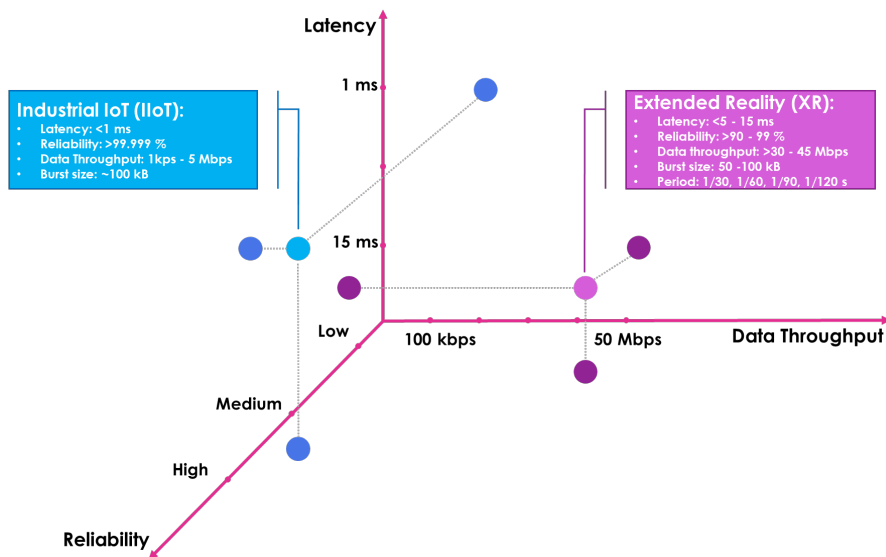 Latency
1 ms
Industrial IoT (IIoT):
• Latency: <1 ms
• Reliability: >99.999 %
• Data Throughput: 1kps - 5 Mbps
• Burst size: ~100 kB
Extended Reality (XR):
• Latency: <5 - 15 ms
• Reliability: >90 - 99 %
• Data throughput: >30 - 45 Mbps
• Burst size: 50 -100 kB
• Period: 1/30, 1/60, 1/90, 1/120 s
15 ms
Low
100 kbps
50 Mbps
Data Throughput
Medium
High
Reliability